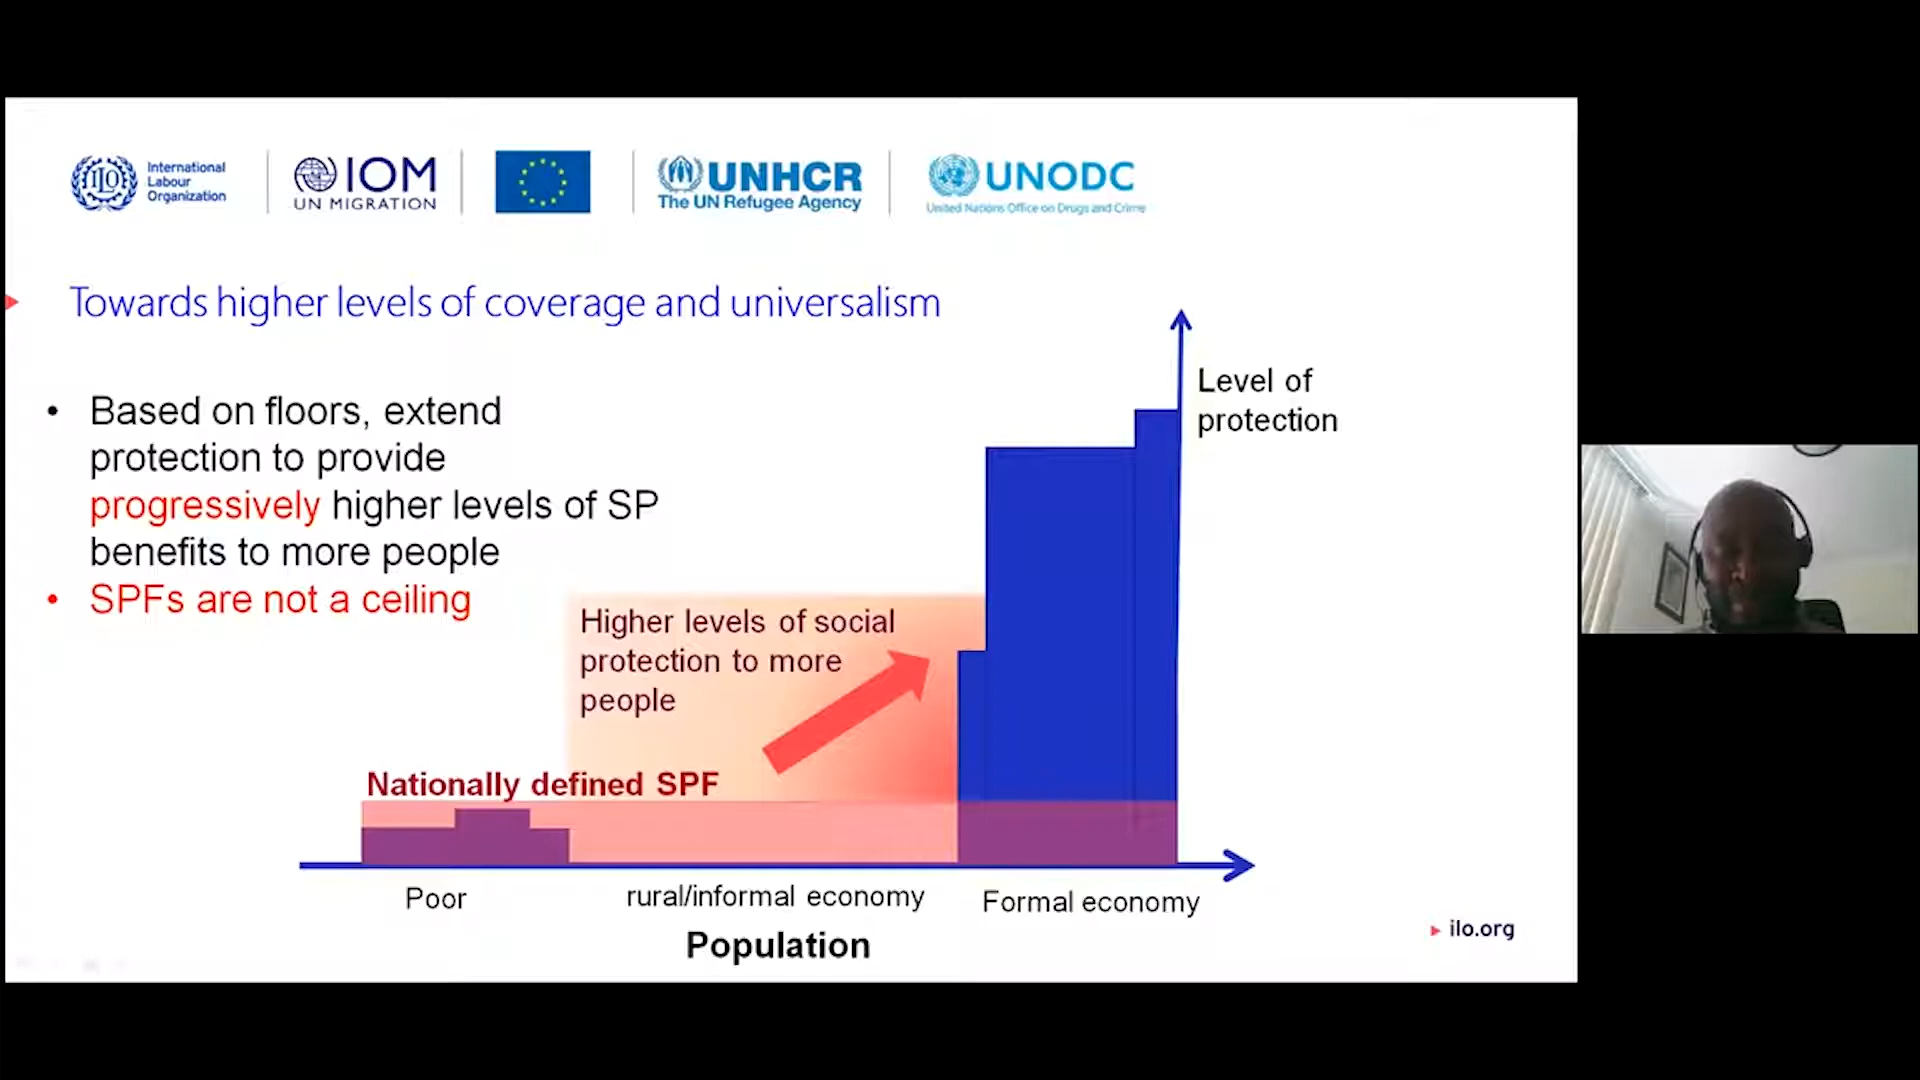 International
Labour
Organization
IOM
UN MIGRATION
UNHCR
The UN Refugee Agency
UNODC
United Nations Office on Drugs and Crime
Towards higher levels of coverage and universalism
• Based on floors, extend
protection to provide
progressively higher levels of SP
benefits to more people
• SPFs are not a ceiling
Level of
protection
Higher levels of social
protection to more
people
Nationally defined SPF
Poor
rural/informal economy
Formal economy
Population
ilo.org